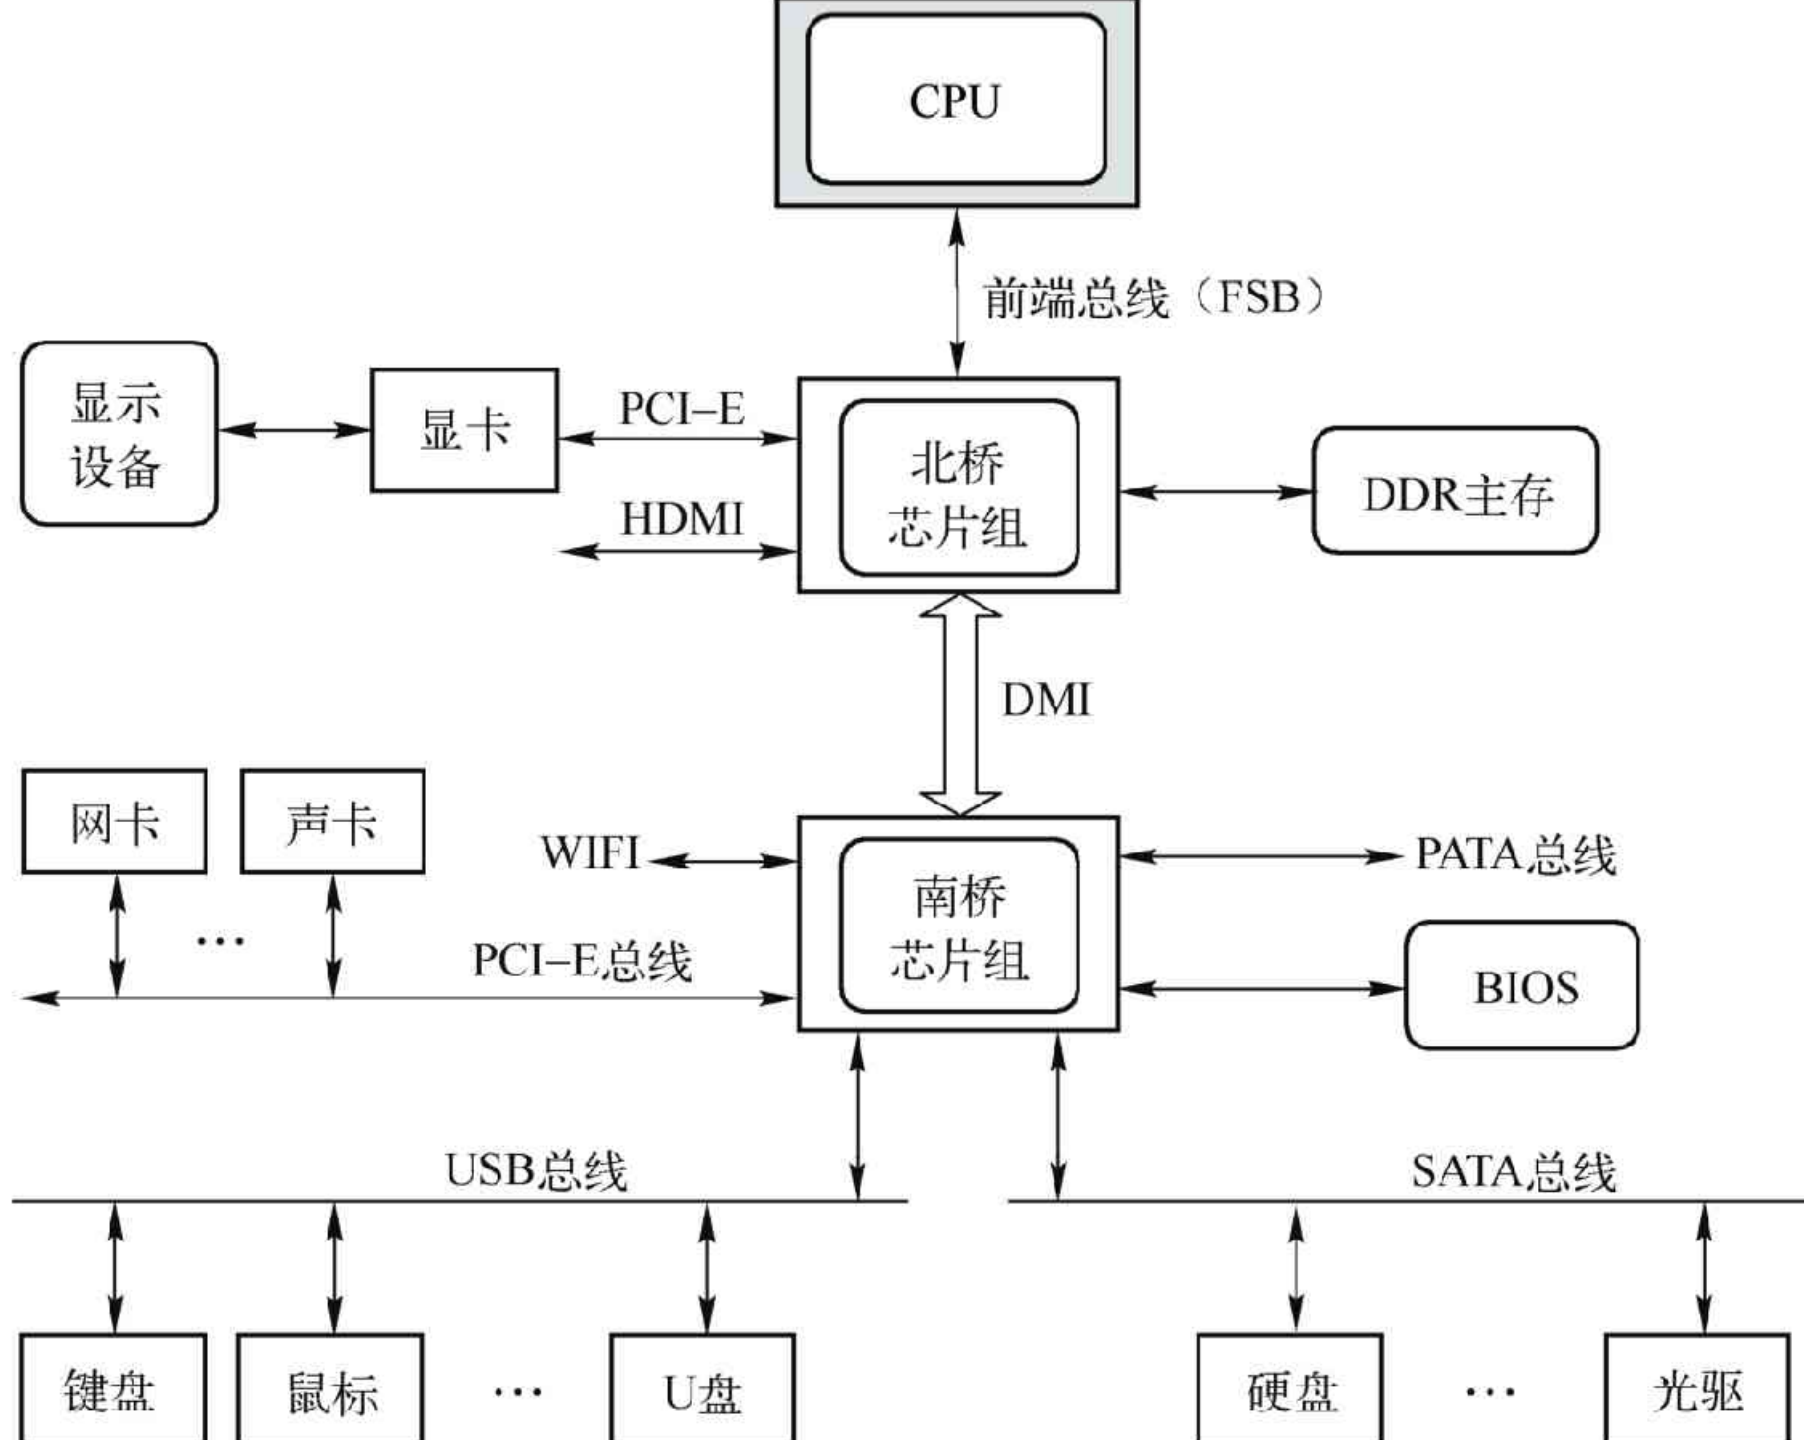 CPU
前端总线（FSB）
显示
设备
显卡
PCI–E
HDMI
北桥
芯片组
DDR主存
DMI
网卡
声卡
…
WIFI
PCI–E总线
南桥
芯片组
PATA总线
BIOS
USB总线
SATA总线
键盘
鼠标
…
U盘
硬盘
…
光驱